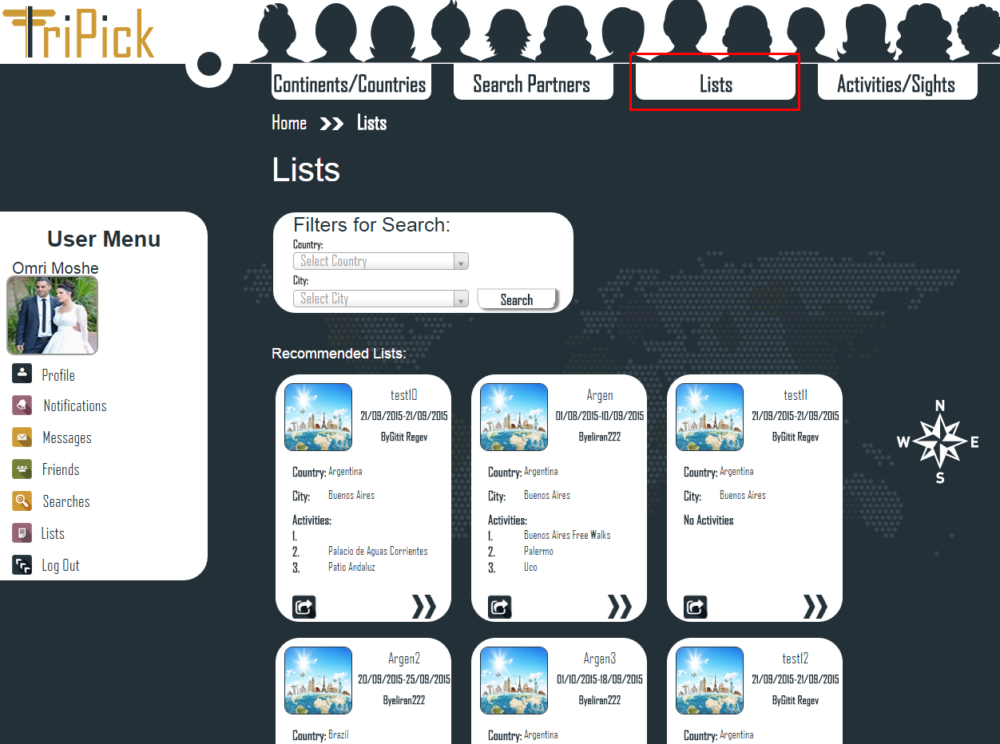 TriPick
Continents/Countries
Search Partners
Lists
Activities/Sights
Home
Lists
Lists
User Menu
Omri Moshe
Profile
Notifications
Messages
Friends
Searches
Lists
Log Out
Filters for Search:
Country:
Select Country
City:
Select City
Search
Recommended Lists:
test10
21/09/2015-21/09/2015
ByGitit Regev
Country: Argentina
City: Buenos Aires
Activities:
1.
2. Palacio de Aguas Corrientes
3. Patio Andaluz
Argen
01/08/2015-10/09/2015
Byeliran222
Country: Argentina
City: Buenos Aires
Activities:
1. Buenos Aires Free Walks
2. Palermo
3. Uco
test11
21/09/2015-21/09/2015
ByGitit Regev
Country: Argentina
City: Buenos Aires
No Activities
N
W E
S
Argen2
20/09/2015-25/09/2015
Byeliran222
Country: Brazil
Argen3
01/10/2015-18/09/2015
Byeliran222
Country: Argentina
test12
21/09/2015-21/09/2015
ByGitit Regev
Country: Argentina